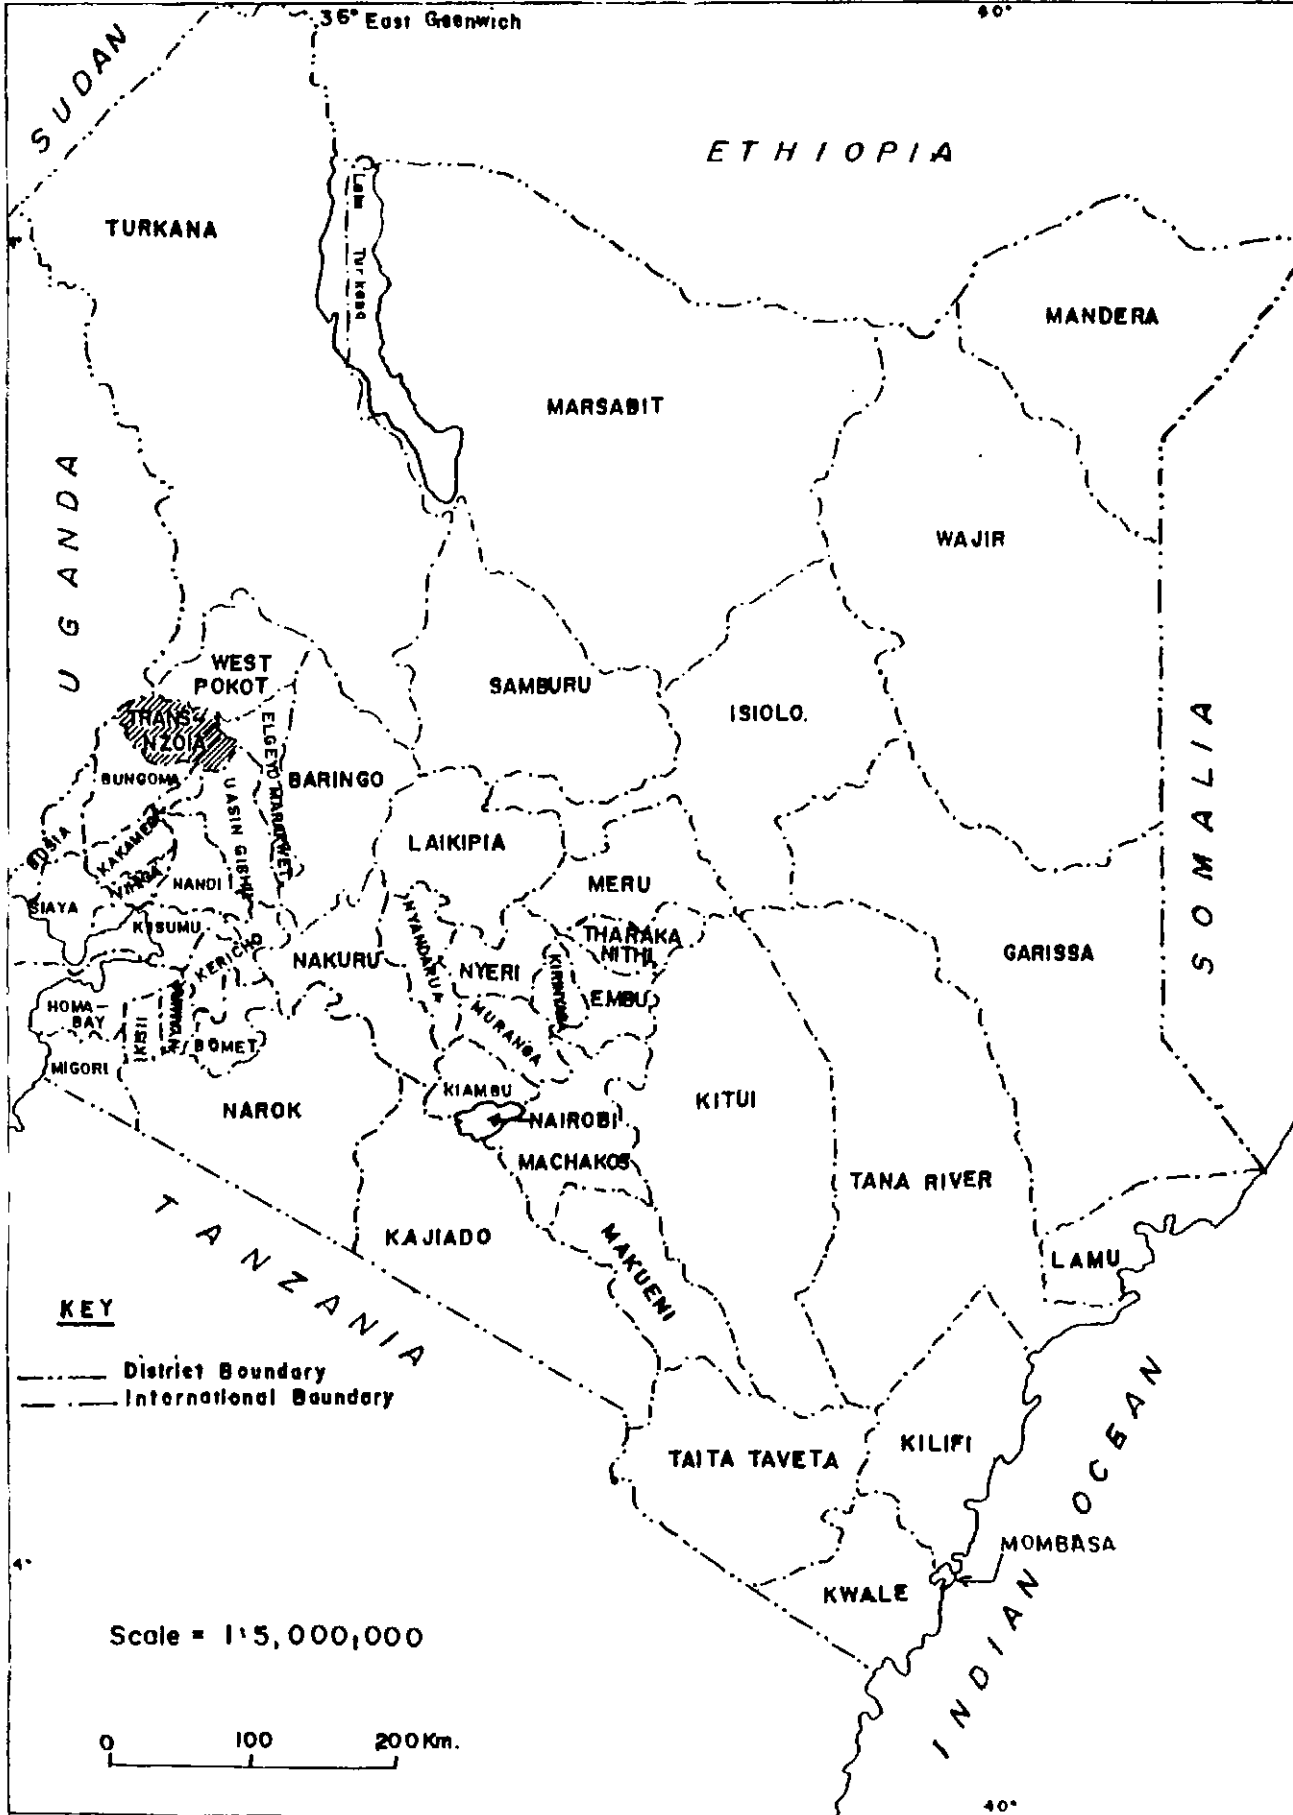 36° East Greenwich
40°
SUDAN
ETHIOPIA
TURKANA
4°
Lake Turkana
MANDERA
MARSABIT
UGANDA
WAJIR
WEST
POKOT
SAMBURU
ISIOLO.
TRANS-
NZOIA
ELGEYO MARAKWET
SOMALIA
BUNGOMA
UASIN GISHU
BARINGO
BUSIA
KAKAMEGA
VIHIGA
LAIKIPIA
NANDI
MERU
SIAYA
KISUMU
KERICHO
NAKURU
NYANDARUA
NYERI
KIRINYAGA
THARAKA
NITHI
GARISSA
EMBU
HOMA-
BAY
KISII
NYAMIRA
BOMET
MURANGA
MIGORI
NAROK
KIAMBU
NAIROBI
KITUI
MACHAKOS
TANA RIVER
TANZANIA
KAJIADO
MAKUENI
LAMU
KEY
District Boundary
International Boundary
TAITA TAVETA
KILIFI
INDIAN OCEAN
MOMBASA
4°
KWALE
Scale = 1:5,000,000
0 100 200 Km.
40°